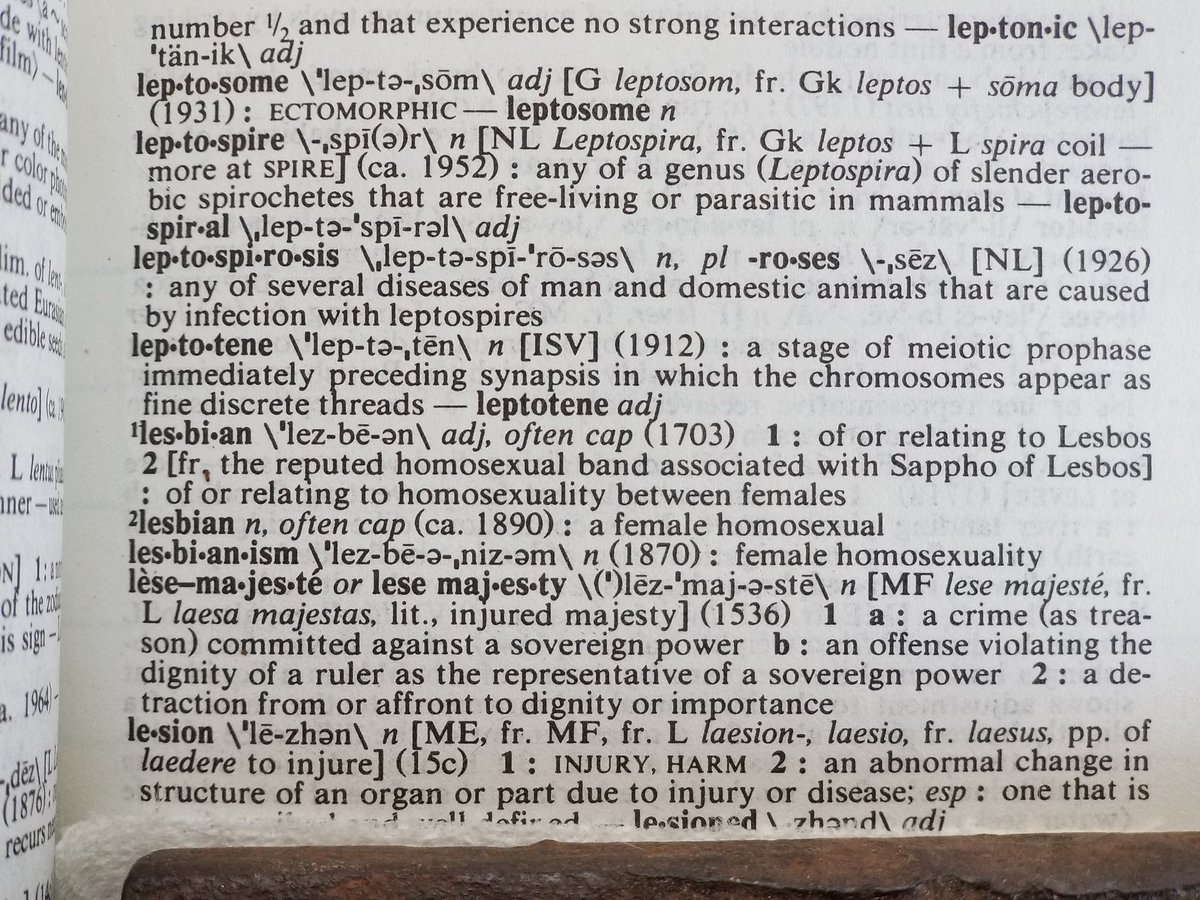 number 1/2 and that experience no strong interactions — lep·ton·ic \lep-
ˈtän-ik\ adj
lep·to·some \ˈlep-tə-ˌsōm\ adj [G leptosom, fr. Gk leptos + sōma body]
(1931) : ECTOMORPHIC — leptosome n
lep·to·spire \-ˌspī(ə)r\ n [NL Leptospira, fr. Gk leptos + L spira coil —
more at SPIRE] (ca. 1952) : any of a genus (Leptospira) of slender aero-
bic spirochetes that are free-living or parasitic in mammals — lep·to-
spir·al \ˌlep-tə-ˈspī-rəl\ adj
lep·to·spi·ro·sis \ˌlep-tə-spī-ˈrō-səs\ n, pl -ro·ses \-ˌsēz\ [NL] (1926)
: any of several diseases of man and domestic animals that are caused
by infection with leptospires
lep·to·tene \ˈlep-tə-ˌtēn\ n [ISV] (1912) : a stage of meiotic prophase
immediately preceding synapsis in which the chromosomes appear as
fine discrete threads — leptotene adj
¹les·bi·an \ˈlez-bē-ən\ adj, often cap (1703) 1 : of or relating to Lesbos
2 [fr. the reputed homosexual band associated with Sappho of Lesbos]
: of or relating to homosexuality between females
²lesbian n, often cap (ca. 1890) : a female homosexual
les·bi·an·ism \ˈlez-bē-ə-ˌniz-əm\ n (1870) : female homosexuality
lèse–ma·jes·té or lese maj·es·ty \(ˈ)lēz-ˈmaj-ə-stē\ n [MF lese majesté, fr.
L laesa majestas, lit., injured majesty] (1536) 1 a : a crime (as trea-
son) committed against a sovereign power b : an offense violating the
dignity of a ruler as the representative of a sovereign power 2 : a de-
traction from or affront to dignity or importance
le·sion \ˈlē-zhən\ n [ME, fr. MF, fr. L laesion-, laesio, fr. laesus, pp. of
laedere to injure] (15c) 1 : INJURY, HARM 2 : an abnormal change in
structure of an organ or part due to injury or disease; esp : one that is
well defined — le·sioned \-zhənd\ adj